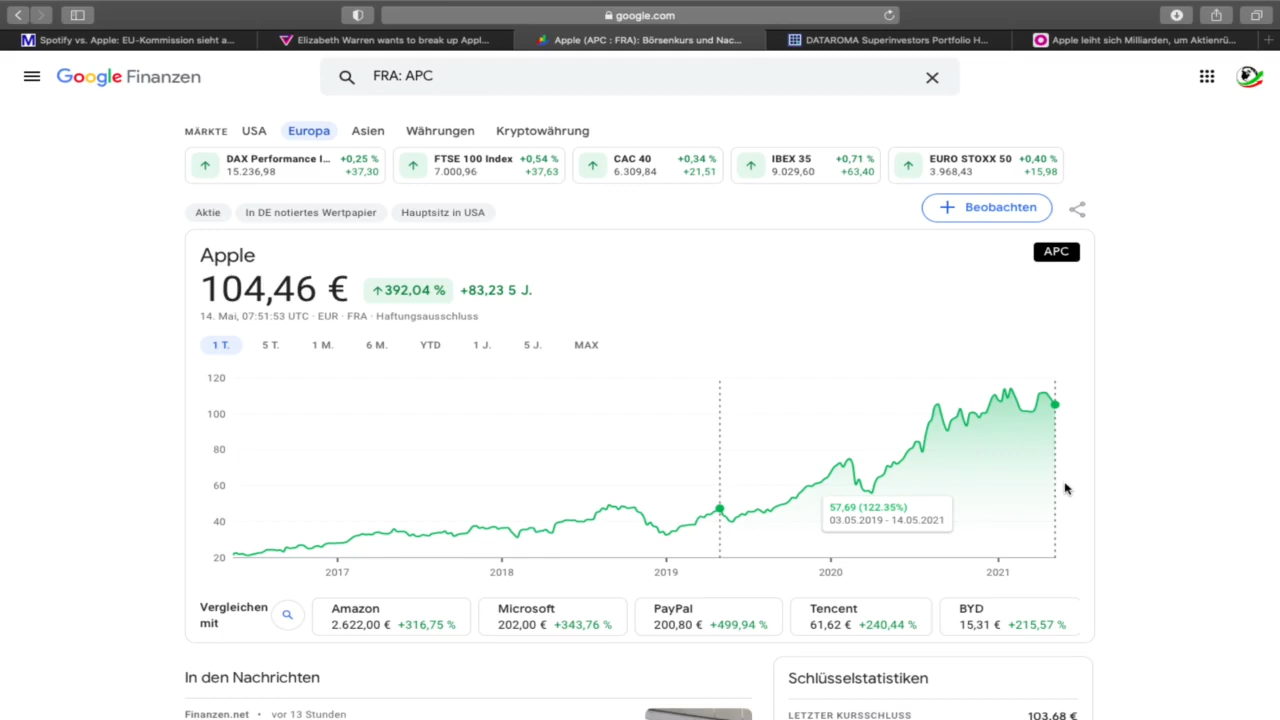 google.com
Spotify vs. Apple: EU-Kommission sieht a...
Elizabeth Warren wants to break up Appl...
Apple (APC : FRA): Börsenkurs und Nac...
DATAROMA Superinvestors Portfolio H...
Apple leiht sich Milliarden, um Aktienrü...
Google Finanzen
FRA: APC
MÄRKTE USA Europa Asien Währungen Kryptowährung
DAX Performance I... +0,25 %
15.236,98 +37,30
FTSE 100 Index +0,54 %
7.000,96 +37,63
CAC 40 +0,34 %
6.309,84 +21,51
IBEX 35 +0,71 %
9.029,60 +63,40
EURO STOXX 50 +0,40 %
3.968,43 +15,98
Aktie In DE notiertes Wertpapier Hauptsitz in USA
Beobachten
Apple
APC
104,46 € 392,04 % +83,23 5 J.
14. Mai, 07:51:53 UTC · EUR · FRA · Haftungsausschluss
1 T. 5 T. 1 M. 6 M. YTD 1 J. 5 J. MAX
120
100
80
60
40
20
57,69 (122.35%)
03.05.2019 - 14.05.2021
2017 2018 2019 2020 2021
Vergleichen
mit
Amazon
2.622,00 € +316,75 %
Microsoft
202,00 € +343,76 %
PayPal
200,80 € +499,94 %
Tencent
61,62 € +240,44 %
BYD
15,31 € +215,57 %
In den Nachrichten
Finanzen.net • vor 13 Stunden
Schlüsselstatistiken
LETZTER KURSSCHLUSS 103,68 €